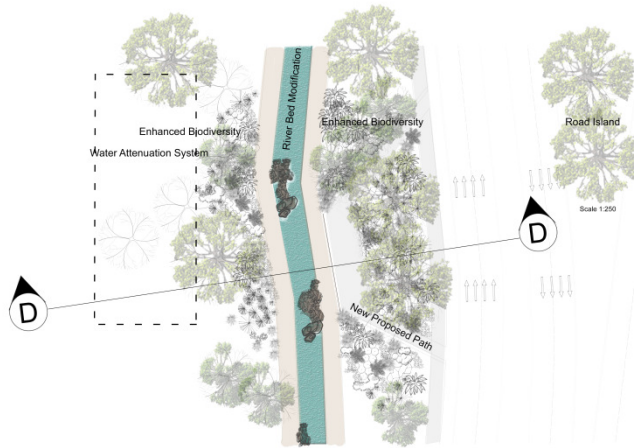 River Bed Modification
Enhanced Biodiversity
Enhanced Biodiversity
Road Island
Water Attenuation System
Scale 1:250
D
D
New Proposed Path